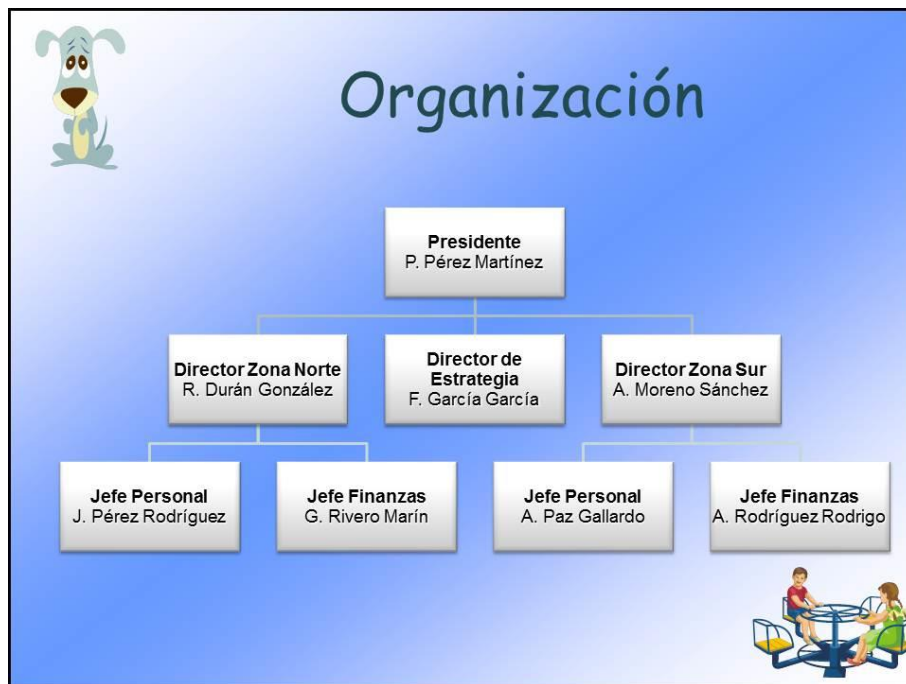 Organización
Presidente
P. Pérez Martínez
Director Zona Norte
R. Durán González
Director de
Estrategia
F. García García
Director Zona Sur
A. Moreno Sánchez
Jefe Personal
J. Pérez Rodríguez
Jefe Finanzas
G. Rivero Marín
Jefe Personal
A. Paz Gallardo
Jefe Finanzas
A. Rodríguez Rodrigo